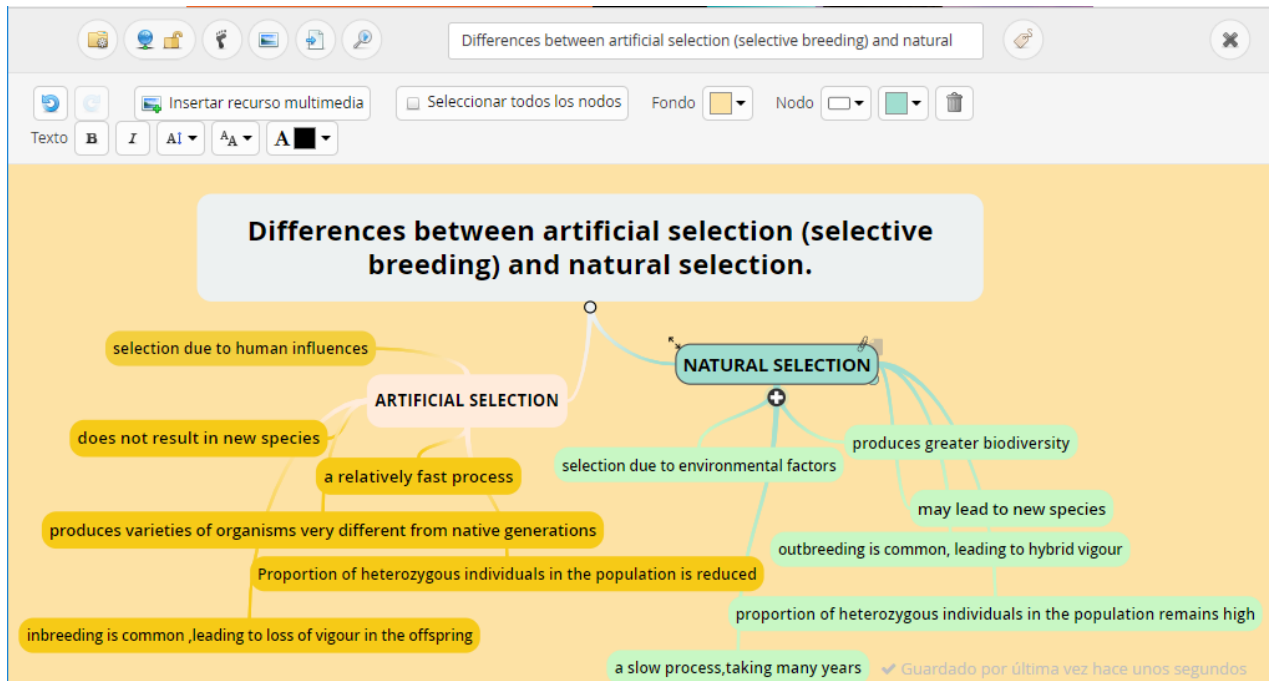 Differences between artificial selection (selective breeding) and natural
Insertar recurso multimedia
Seleccionar todos los nodos
Fondo
Nodo
Texto
B
I
AI
AA
A
Differences between artificial selection (selective
breeding) and natural selection.
selection due to human influences
NATURAL SELECTION
ARTIFICIAL SELECTION
does not result in new species
produces greater biodiversity
selection due to environmental factors
a relatively fast process
may lead to new species
produces varieties of organisms very different from native generations
outbreeding is common, leading to hybrid vigour
Proportion of heterozygous individuals in the population is reduced
proportion of heterozygous individuals in the population remains high
inbreeding is common ,leading to loss of vigour in the offspring
a slow process,taking many years
Guardado por última vez hace unos segundos